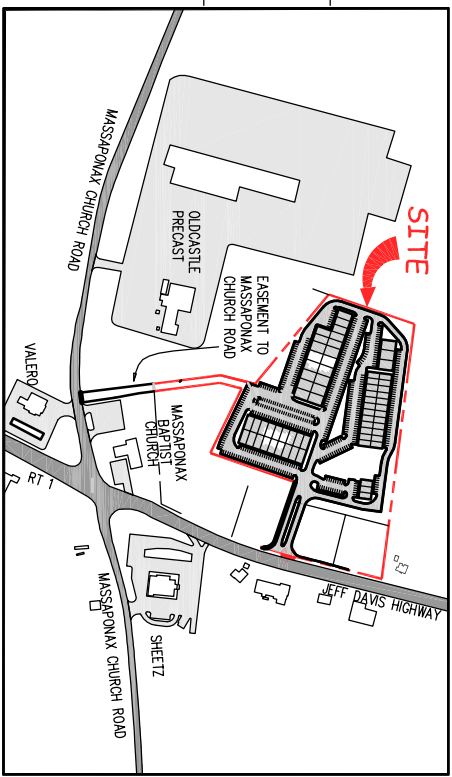 SITE
MASSAPONAX CHURCH ROAD
OLDCASTLE
PRECAST
EASEMENT TO
MASSAPONAX
CHURCH ROAD
VALERO
MASSAPONAX
BAPTIST
CHURCH
RT 1
JEFF DAVIS HIGHWAY
SHEETZ
MASSAPONAX CHURCH ROAD